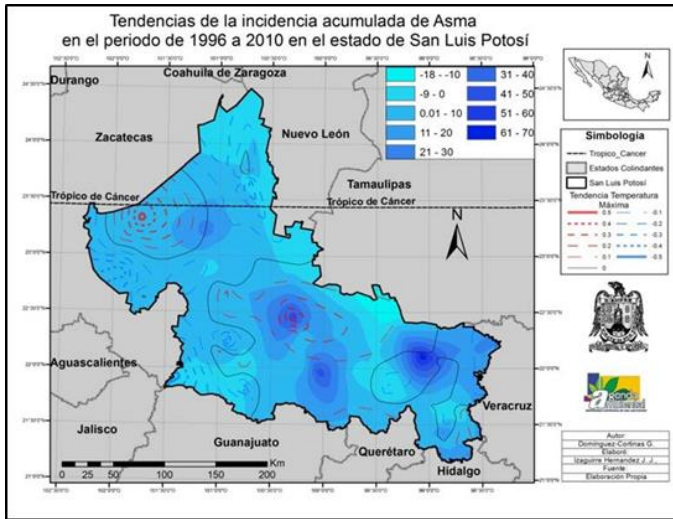 Tendencias de la incidencia acumulada de Asma
en el periodo de 1996 a 2010 en el estado de San Luis Potosí
Durango
Coahuila de Zaragoza
Zacatecas
Nuevo León
Tamaulipas
Trópico de Cáncer
Trópico de Cáncer
N
Aguascalientes
Jalisco
Guanajuato
Querétaro
Hidalgo
Veracruz
-18 - -10
-9 - 0
0.01 - 10
11 - 20
21 - 30
31 - 40
41 - 50
51 - 60
61 - 70
0 25 50 100 150 200
Km
N
Simbología
Tropico_Cancer
Estados Colindantes
San Luis Potosí
Tendencia Temperatura
Máxima
0.5
0.4
0.3
0.2
0.1
0
-0.1
-0.2
-0.3
-0.4
-0.5
Autor
Domínguez-Cortinas G.
Elaboró
Izaguirre Hernandez J. J.,
Fuente
Elaboración Propia